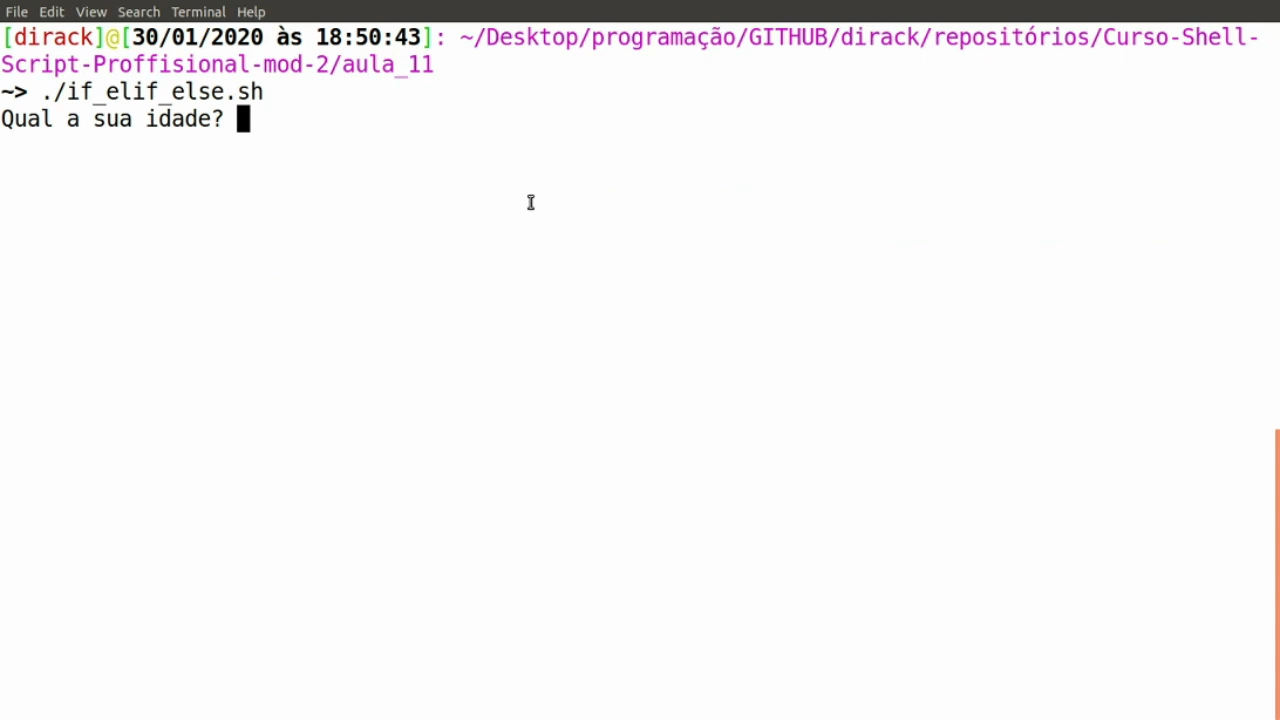 File Edit View Search Terminal Help
[dirack]@[30/01/2020 às 18:50:43]: ~/Desktop/programação/GITHUB/dirack/repositórios/Curso-Shell-
Script-Proffisional-mod-2/aula_11
~> ./if_elif_else.sh
Qual a sua idade?